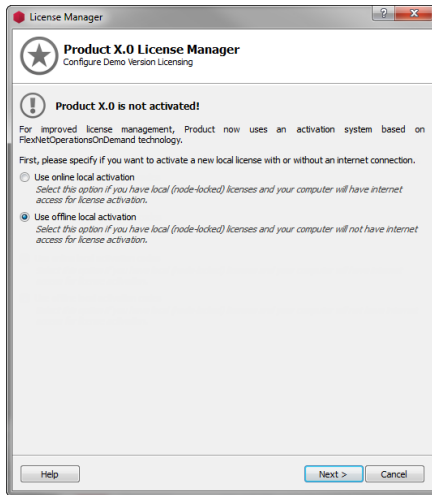 License Manager
Product X.0 License Manager
Configure Demo Version Licensing
Product X.0 is not activated!
For improved license management, Product now uses an activation system based on
FlexNetOperationsOnDemand technology.
First, please specify if you want to activate a new local license with or without an internet connection.
Use online local activation
Select this option if you have local (node-locked) licenses and your computer will have internet
access for license activation.
Use offline local activation
Select this option if you have local (node-locked) licenses and your computer will not have internet
access for license activation.
Help
Next >
Cancel